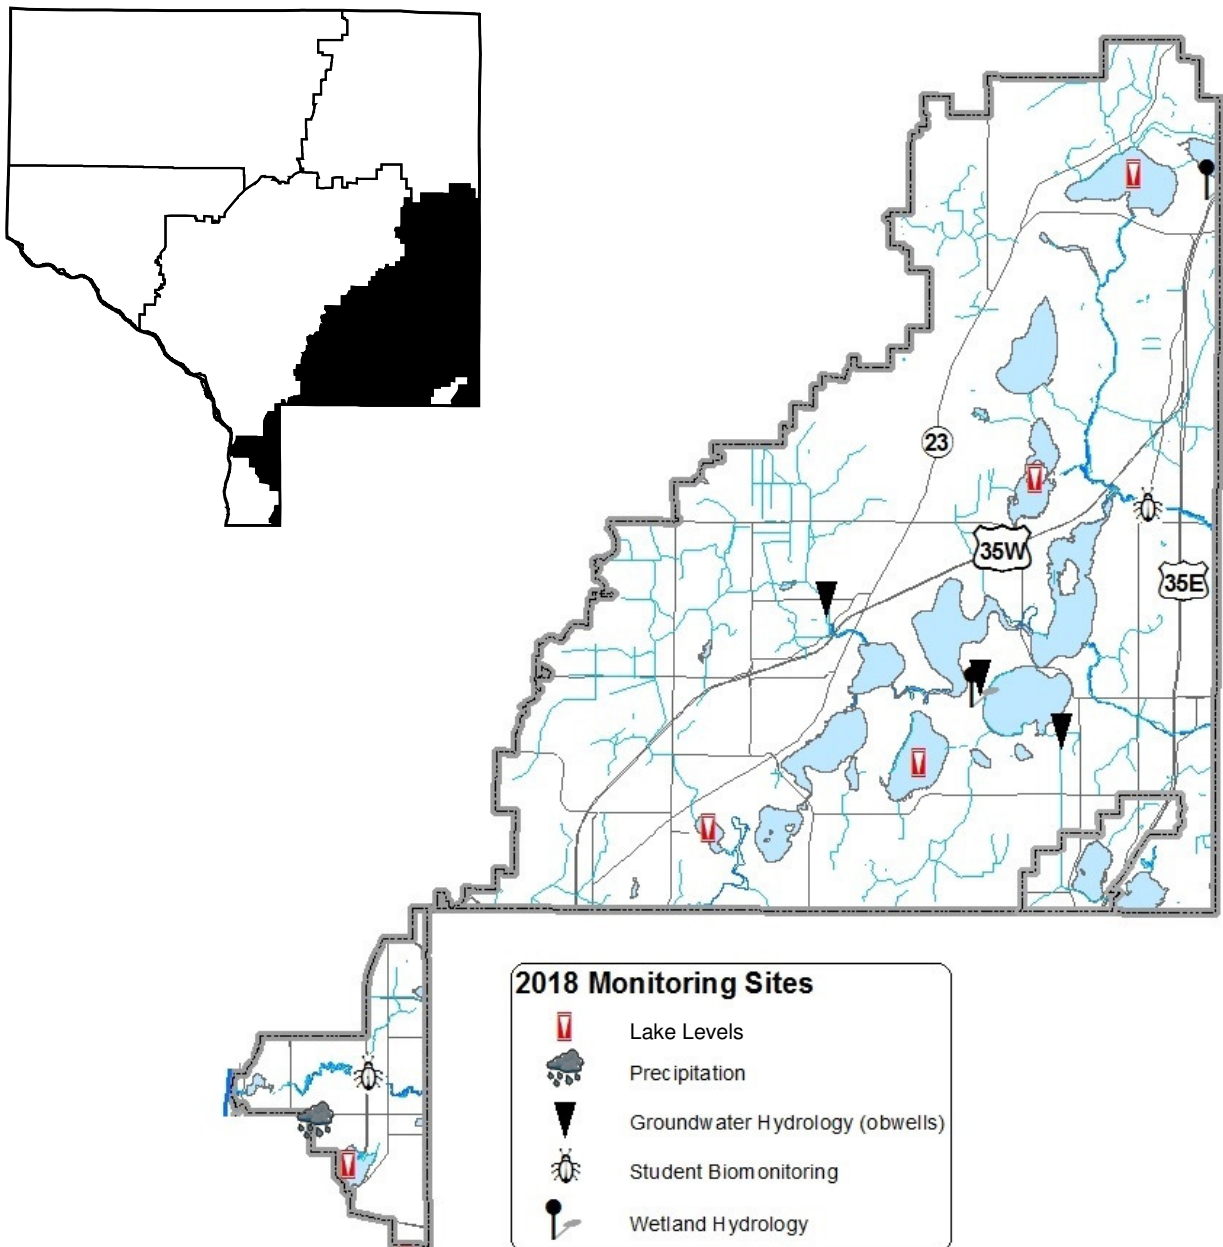 23
35W
35E
2018 Monitoring Sites
Lake Levels
Precipitation
Groundwater Hydrology (obwells)
Student Biomonitoring
Wetland Hydrology